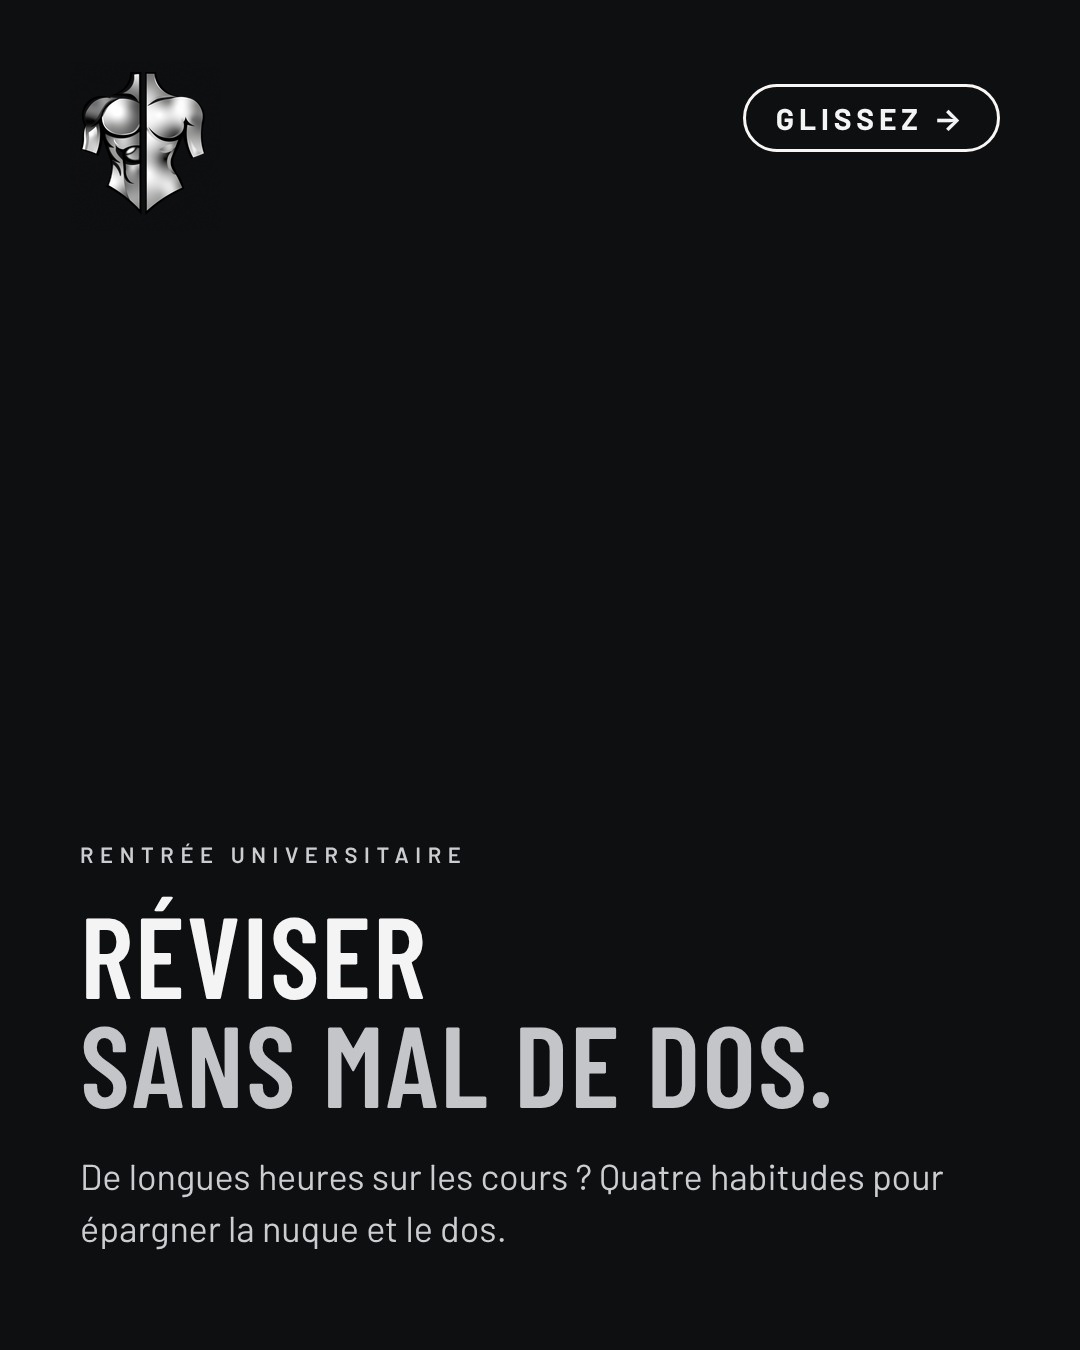 GLISSEZ →
RENTRÉE UNIVERSITAIRE
RÉVISER
SANS MAL DE DOS.
De longues heures sur les cours ? Quatre habitudes pour
épargner la nuque et le dos.